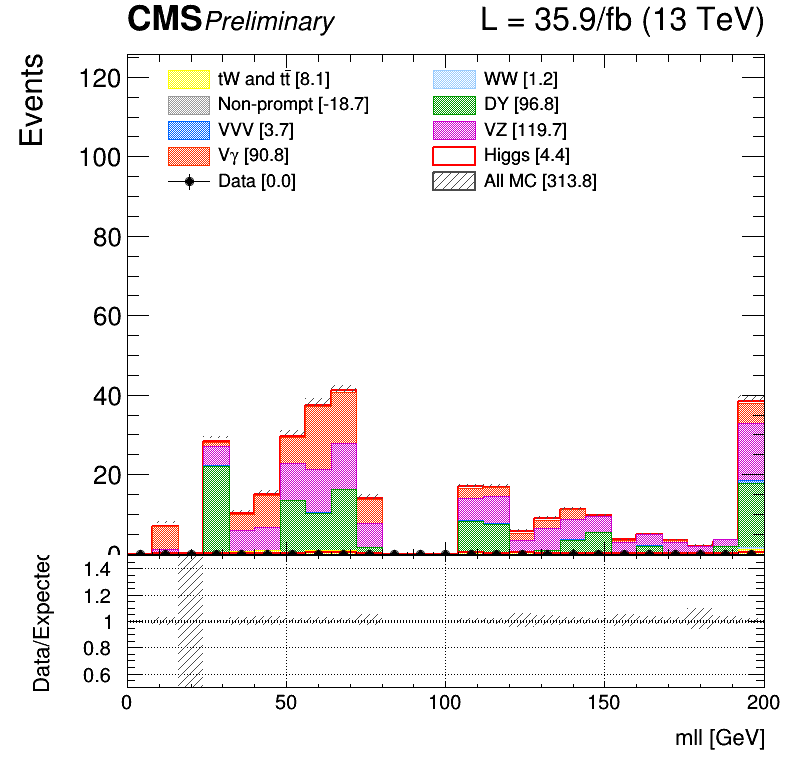 CMS Preliminary L = 35.9/fb (13 TeV)
Events
120
100
80
60
40
20
0
tW and tt̄ [8.1]
WW [1.2]
Non-prompt [-18.7]
DY [96.8]
VVV [3.7]
VZ [119.7]
Vγ [90.8]
Higgs [4.4]
Data [0.0]
All MC [313.8]
Data/Expected
1.4
1.2
1
0.8
0.6
0 50 100 150 200
mll [GeV]